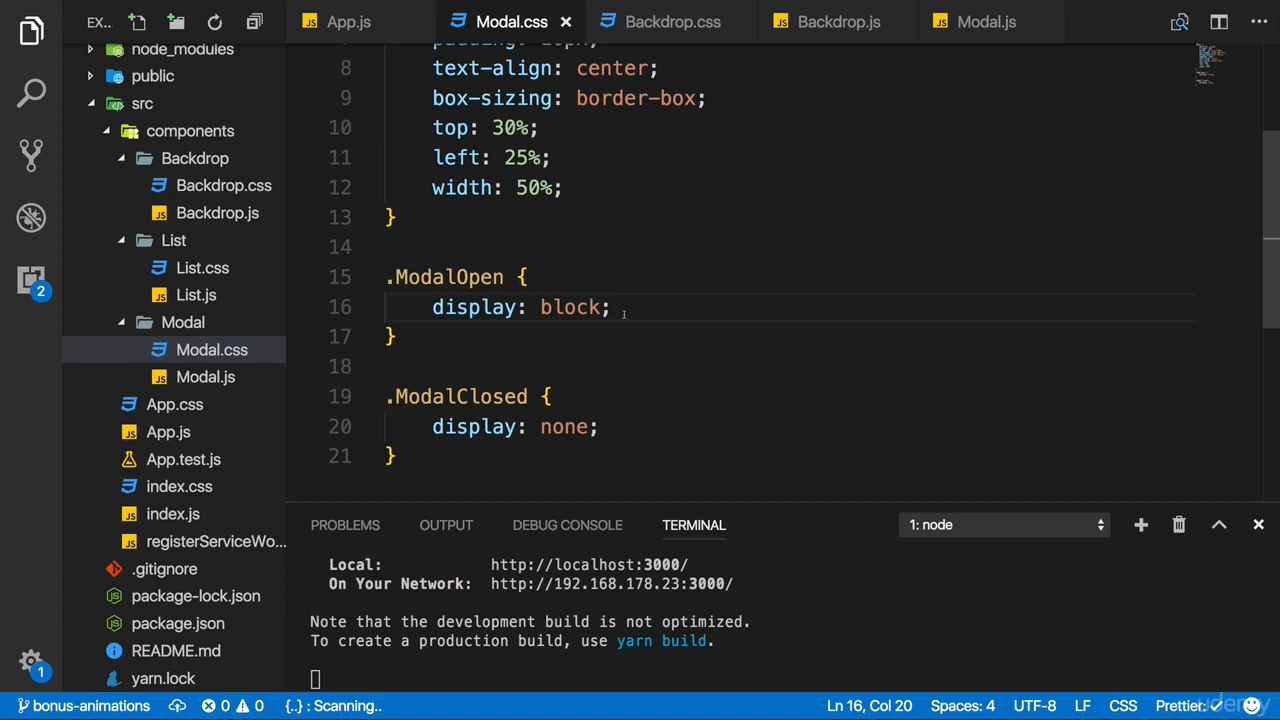 EX...
App.js
Modal.css
Backdrop.css
Backdrop.js
Modal.js
node_modules
public
src
components
Backdrop
Backdrop.css
Backdrop.js
List
List.css
List.js
Modal
Modal.css
Modal.js
App.css
App.js
App.test.js
index.css
index.js
registerServiceWo...
.gitignore
package-lock.json
package.json
README.md
yarn.lock
2
1
8 text-align: center;
9 box-sizing: border-box;
10 top: 30%;
11 left: 25%;
12 width: 50%;
13 }
14
15 .ModalOpen {
16 display: block;
17 }
18
19 .ModalClosed {
20 display: none;
21 }
PROBLEMS OUTPUT DEBUG CONSOLE TERMINAL 1: node
Local: http://localhost:3000/
On Your Network: http://192.168.178.23:3000/
Note that the development build is not optimized.
To create a production build, use yarn build.
bonus-animations 0 0 {..} : Scanning.. Ln 16, Col 20 Spaces: 4 UTF-8 LF CSS Prettier: ✓
udemy